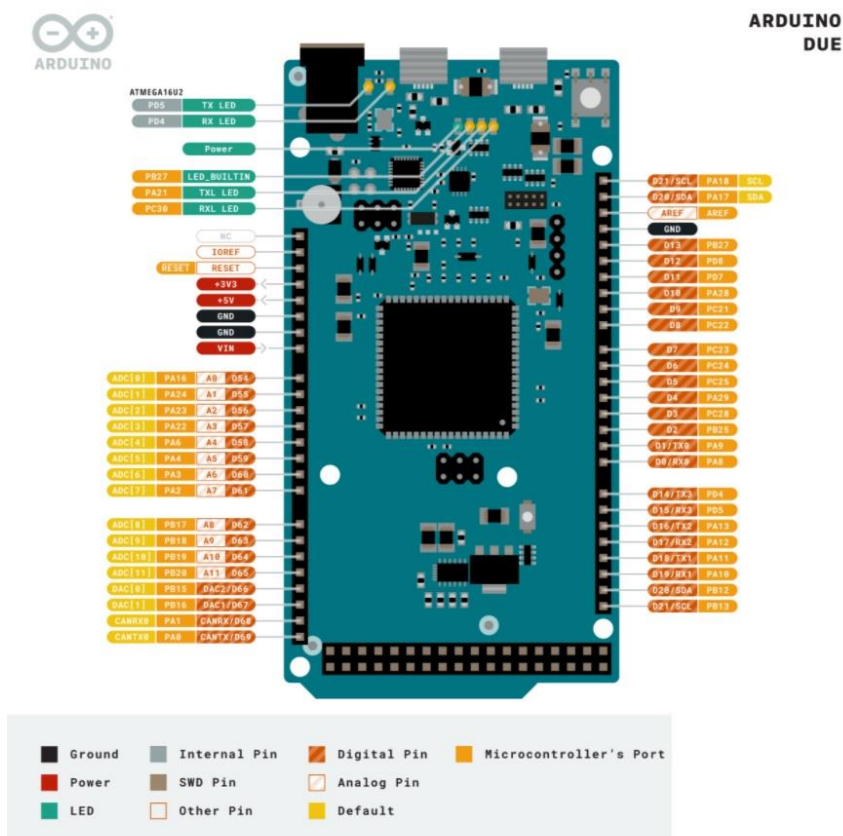 ARDUINO
ARDUINO
DUE
ATMEGA16U2
PD5 TX LED
PD4 RX LED
Power
PB27 LED_BUILTIN
PA21 TXL LED
PC30 RXL LED
NC
IOREF
RESET RESET
+3V3
+5V
GND
GND
VIN
ADC[0] PA16 A0 D54
ADC[1] PA24 A1 D55
ADC[2] PA23 A2 D56
ADC[3] PA22 A3 D57
ADC[4] PA6 A4 D58
ADC[5] PA4 A5 D59
ADC[6] PA3 A6 D60
ADC[7] PA2 A7 D61
ADC[8] PB17 A8 D62
ADC[9] PB18 A9 D63
ADC[10] PB19 A10 D64
ADC[11] PB20 A11 D65
DAC[0] PB15 DAC2/D66
DAC[1] PB16 DAC1/D67
CANRX0 PA1 CANRX/D68
CANTX0 PA0 CANTX/D69
D21/SCL PA18 SCL
D20/SDA PA17 SDA
AREF AREF
GND
D13 PB27
D12 PD8
D11 PD7
D10 PA28
D9 PC21
D8 PC22
D7 PC23
D6 PC24
D5 PC25
D4 PA29
D3 PC28
D2 PB25
D1/TX0 PA9
D0/RX0 PA8
D14/TX3 PD4
D15/RX3 PD5
D16/TX2 PA13
D17/RX2 PA12
D18/TX1 PA11
D19/RX1 PA10
D20/SDA PB12
D21/SCL PB13
Ground Internal Pin Digital Pin Microcontroller's Port
Power SWD Pin Analog Pin
LED Other Pin Default